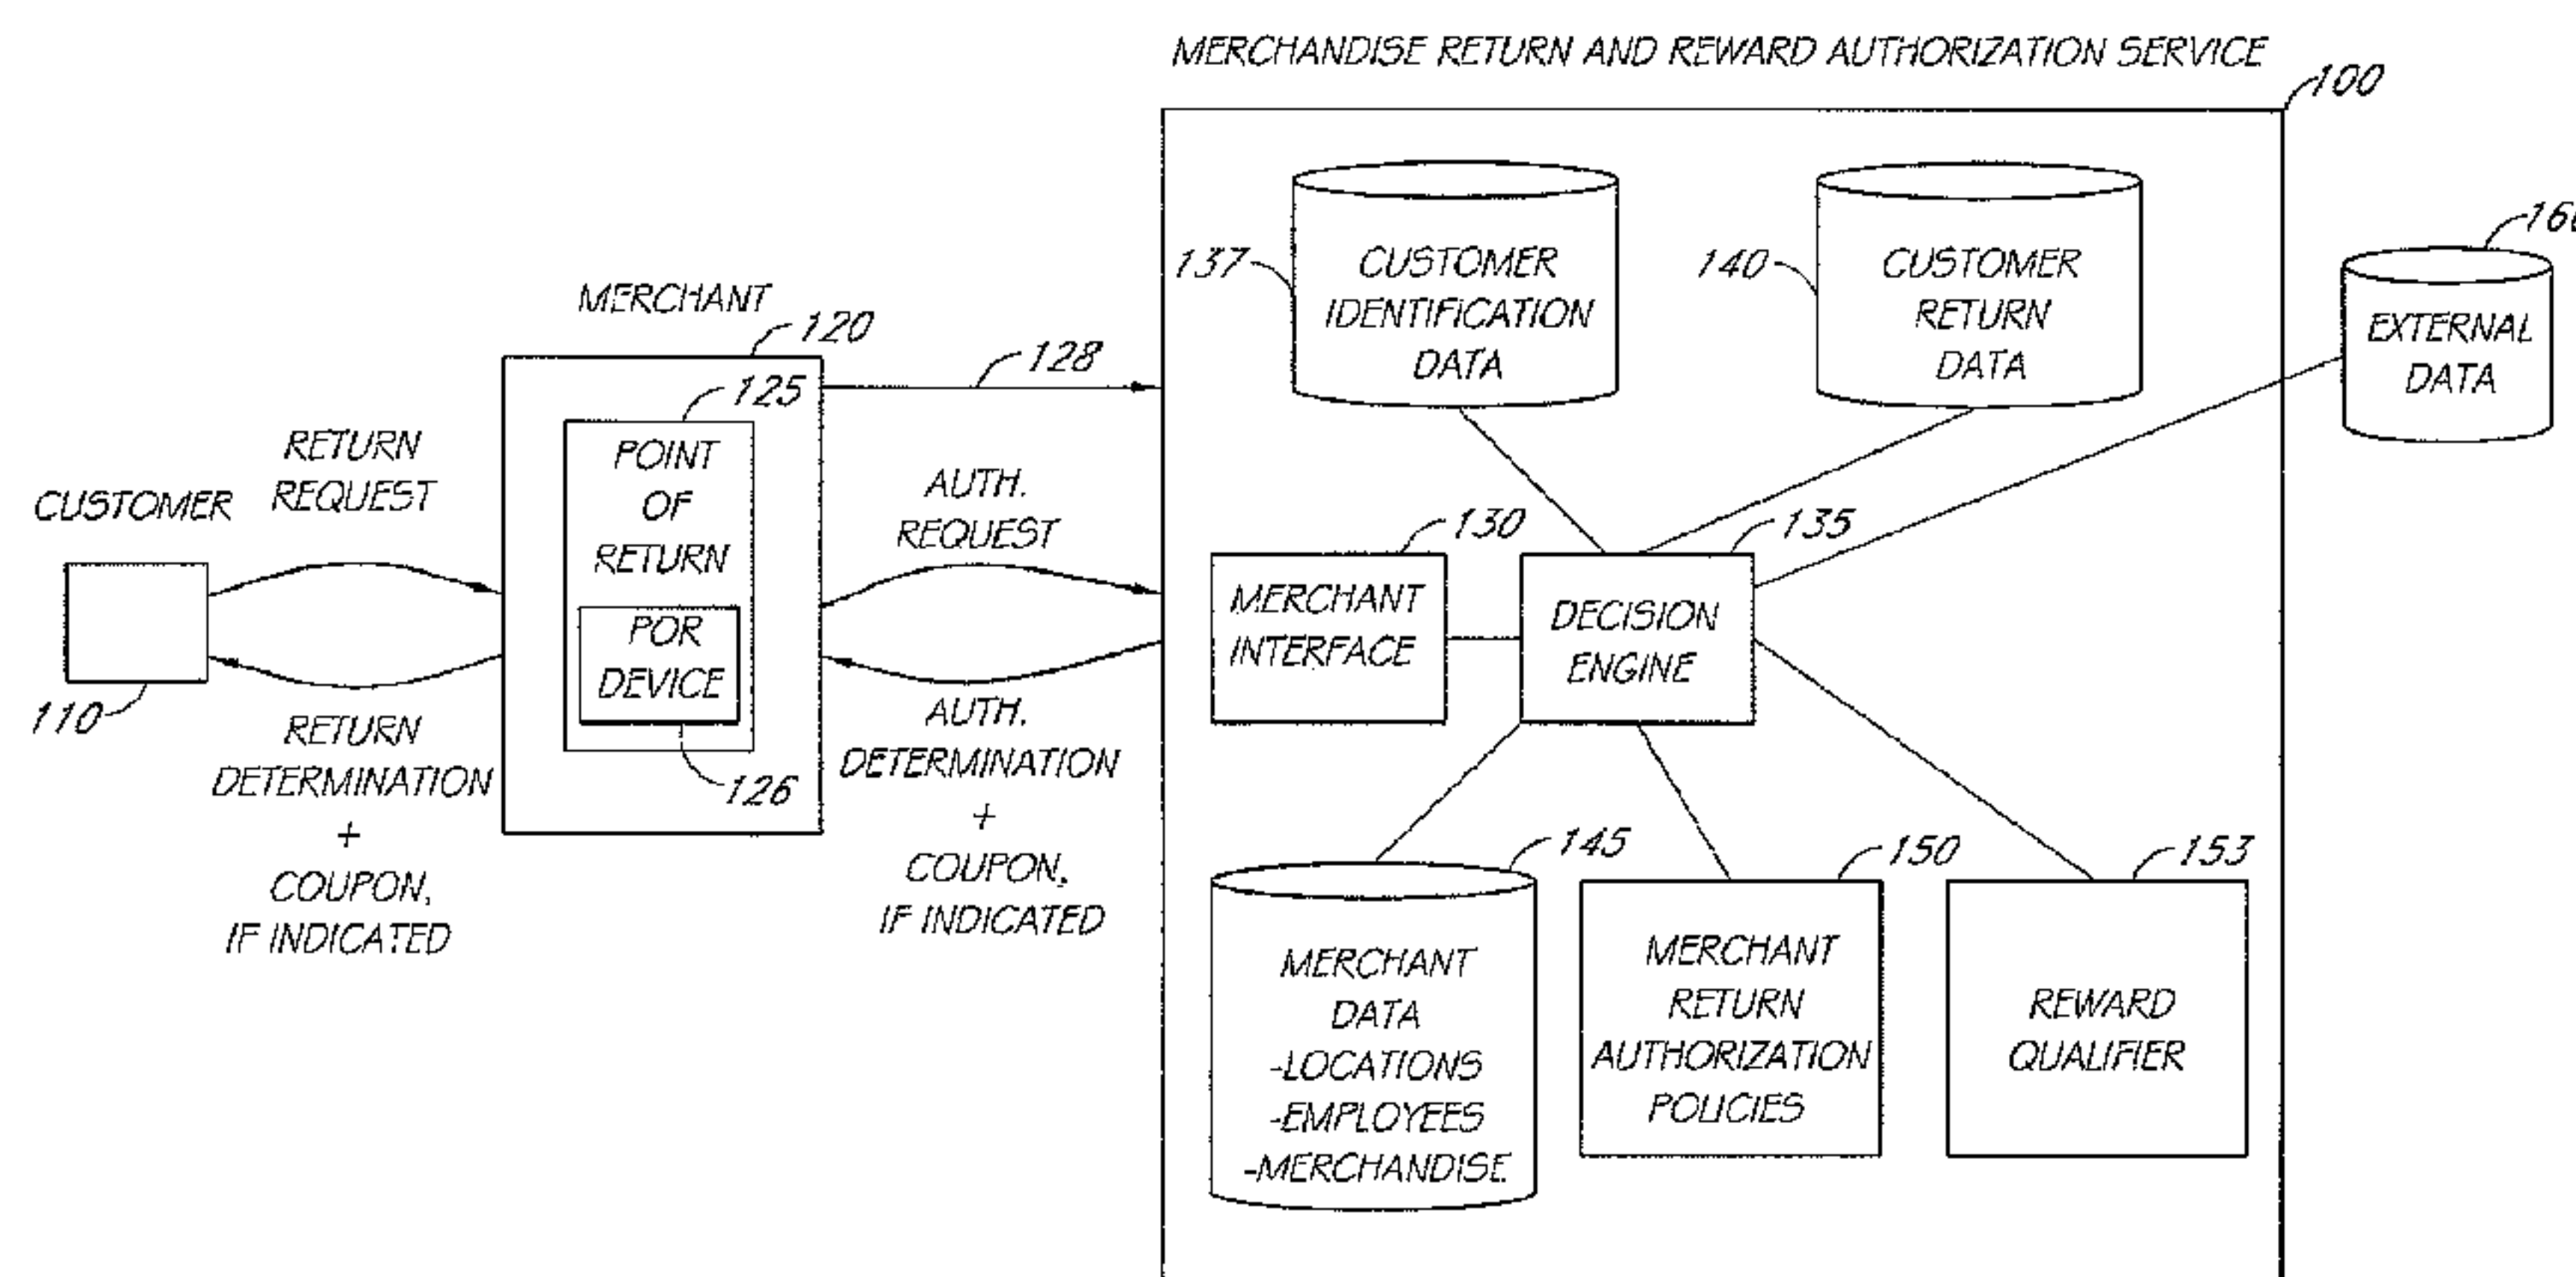 MERCHANDISE RETURN AND REWARD AUTHORIZATION SERVICE
100
137
CUSTOMER
IDENTIFICATION
DATA
140
CUSTOMER
RETURN
DATA
EXTERNAL
DATA
MERCHANT
120
128
125
POINT
OF
RETURN
POR
DEVICE
126
CUSTOMER
110
RETURN
REQUEST
RETURN
DETERMINATION
+
COUPON,
IF INDICATED
AUTH.
REQUEST
AUTH.
DETERMINATION
+
COUPON,
IF INDICATED
130
MERCHANT
INTERFACE
135
DECISION
ENGINE
145
MERCHANT
DATA
-LOCATIONS
-EMPLOYEES
-MERCHANDISE
150
MERCHANT
RETURN
AUTHORIZATION
POLICIES
153
REWARD
QUALIFIER